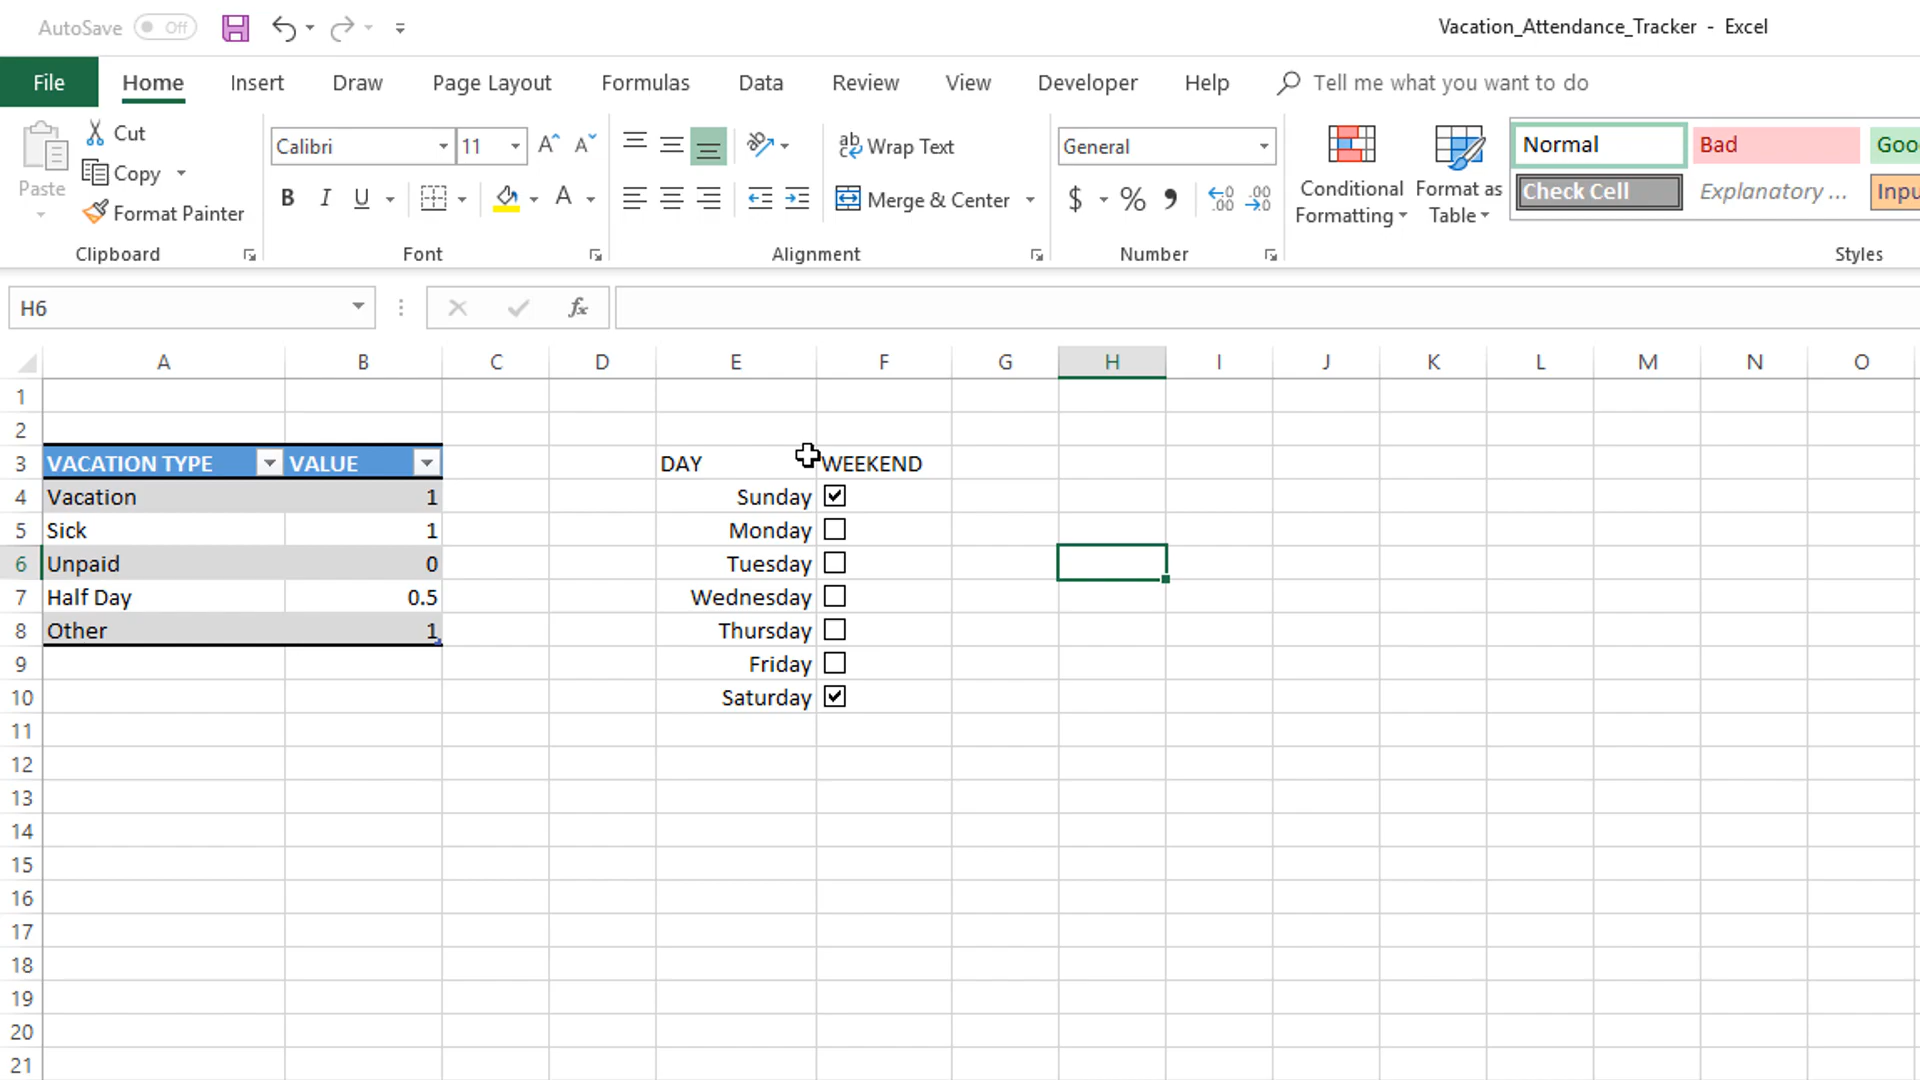 AutoSave Off Vacation_Attendance_Tracker - Excel
File Home Insert Draw Page Layout Formulas Data Review View Developer Help Tell me what you want to do
Paste
Cut
Copy
Format Painter
Clipboard
Calibri 11
B I U
Font
Wrap Text
Merge & Center
Alignment
General
$ % ,
Number
Conditional Formatting
Format as Table
Normal Bad Goo
Check Cell Explanatory ... Inpu
Styles
H6 fx
A B C D E F G H I J K L M N O
1
2
3 VACATION TYPE VALUE DAY WEEKEND
4 Vacation 1 Sunday
5 Sick 1 Monday
6 Unpaid 0 Tuesday
7 Half Day 0.5 Wednesday
8 Other 1 Thursday
9 Friday
10 Saturday
11
12
13
14
15
16
17
18
19
20
21